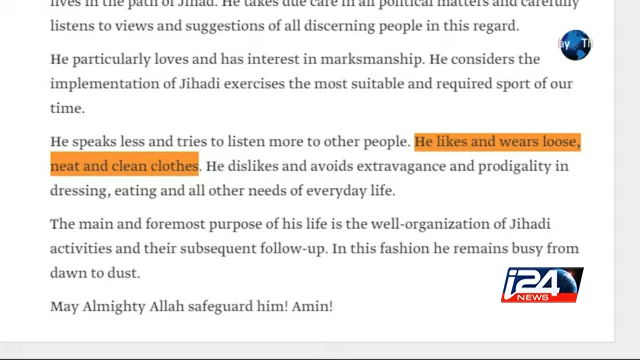 lives in the path of Jihad. He takes due care in all political matters and carefully
listens to views and suggestions of all discerning people in this regard.
He particularly loves and has interest in marksmanship. He considers the
implementation of Jihadi exercises the most suitable and required sport of our
time.
He speaks less and tries to listen more to other people. He likes and wears loose,
neat and clean clothes. He dislikes and avoids extravagance and prodigality in
dressing, eating and all other needs of everyday life.
The main and foremost purpose of his life is the well-organization of Jihadi
activities and their subsequent follow-up. In this fashion he remains busy from
dawn to dust.
May Almighty Allah safeguard him! Amin!
i24
NEWS